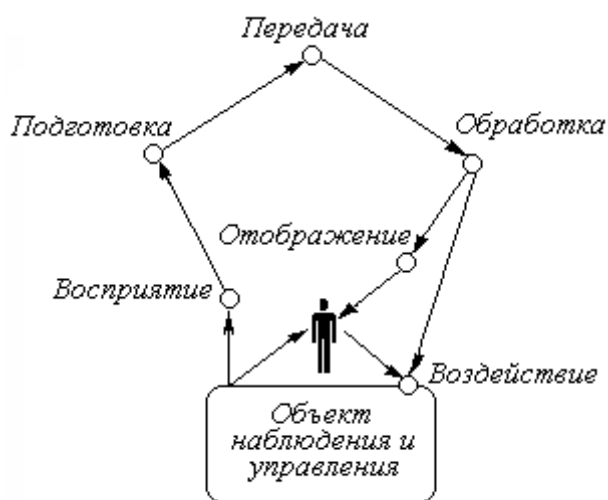 Передача
Подготовка
Обработка
Отображение
Восприятие
Воздействие
Объект
наблюдения и
управления